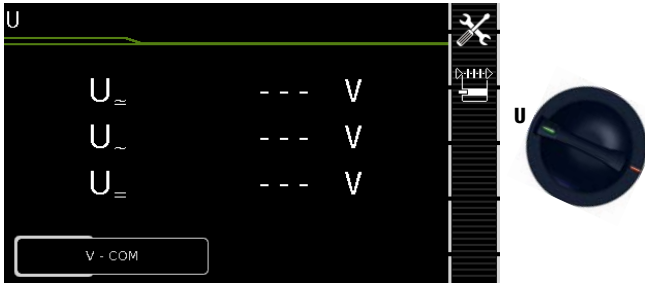 U
U≃ --- V
U~ --- V
U= --- V
V - COM
U